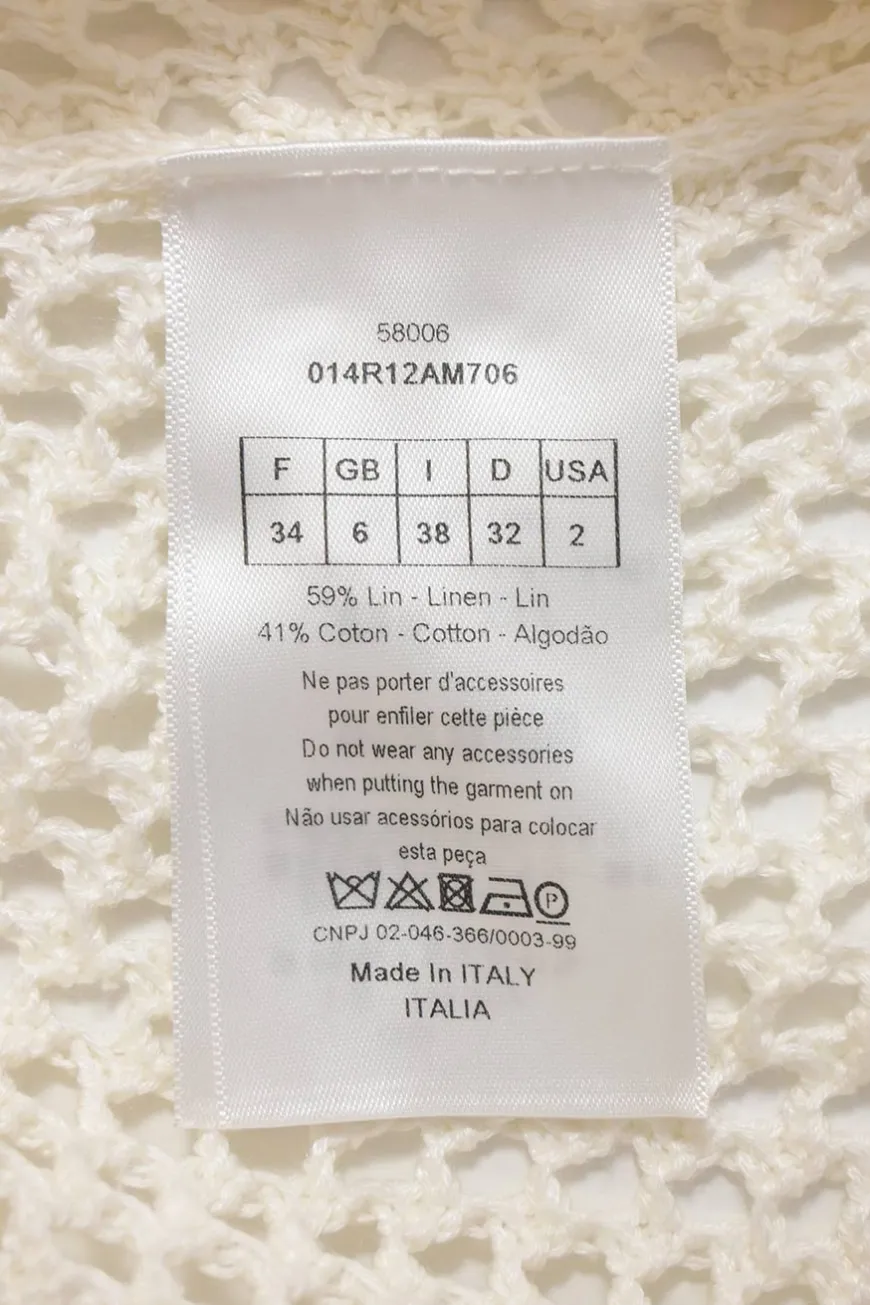 58006
014R12AM706
F GB I D USA
34 6 38 32 2
59% Lin - Linen - Lin
41% Coton - Cotton - Algodão
Ne pas porter d'accessoires
pour enfiler cette pièce
Do not wear any accessories
when putting the garment on
Não usar acessórios para colocar
esta peça
P
CNPJ 02-046-366/0003-99
Made In ITALY
ITALIA